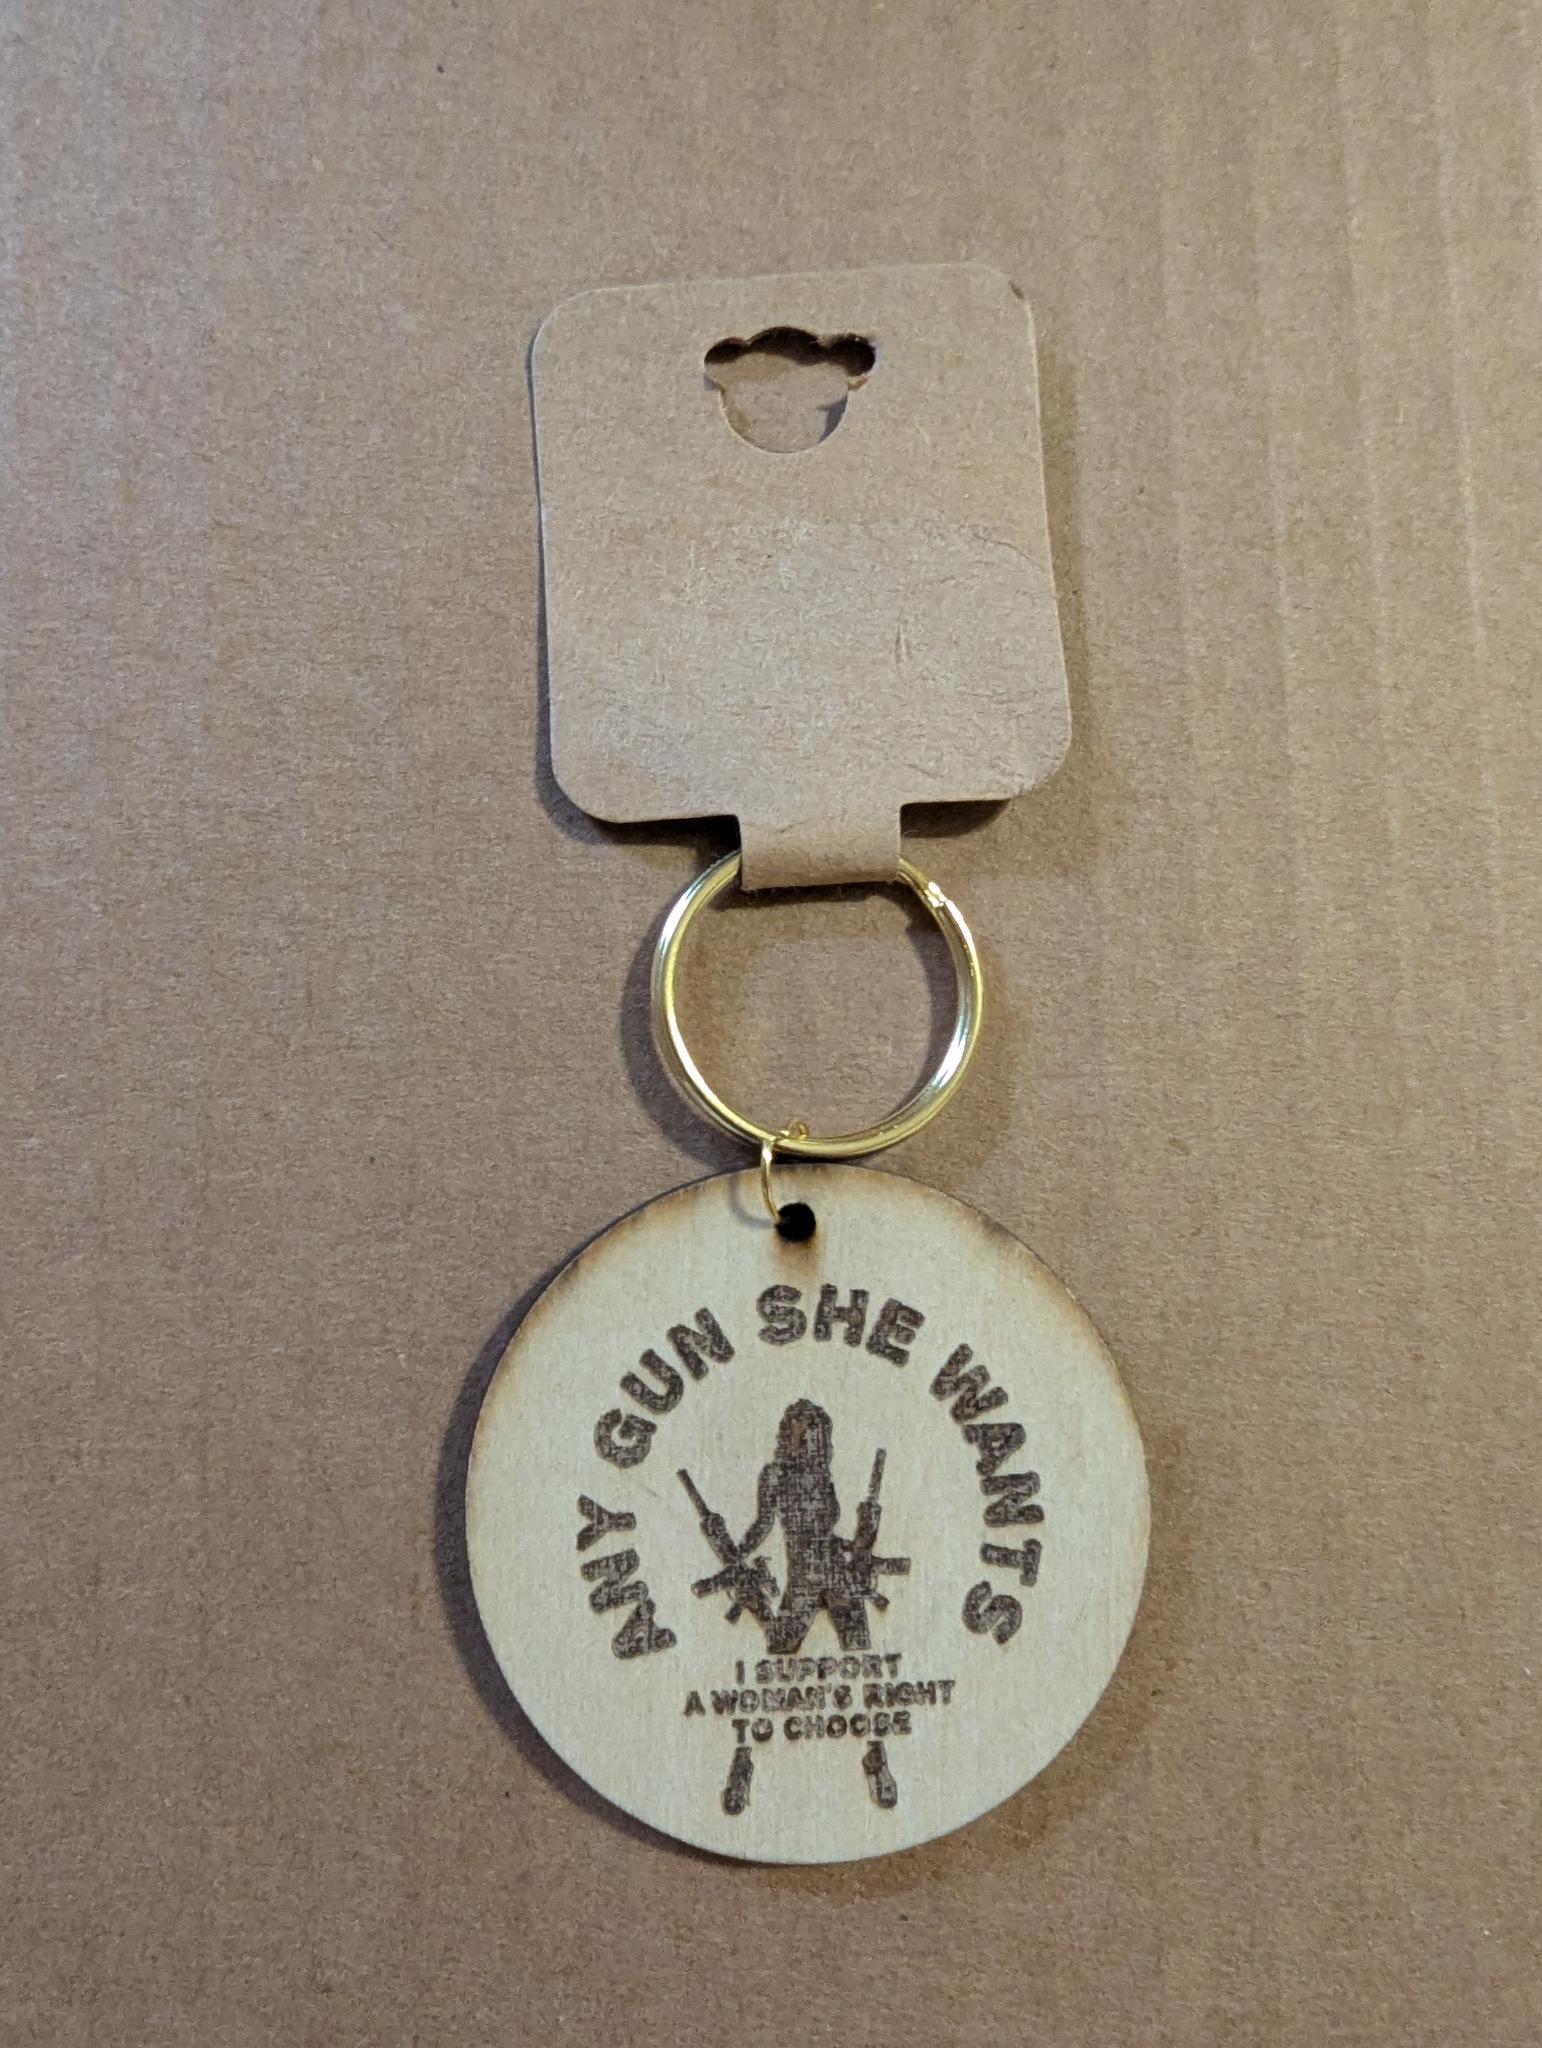 ANY GUN SHE WANTS
I SUPPORT
A WOMAN'S RIGHT
TO CHOOSE